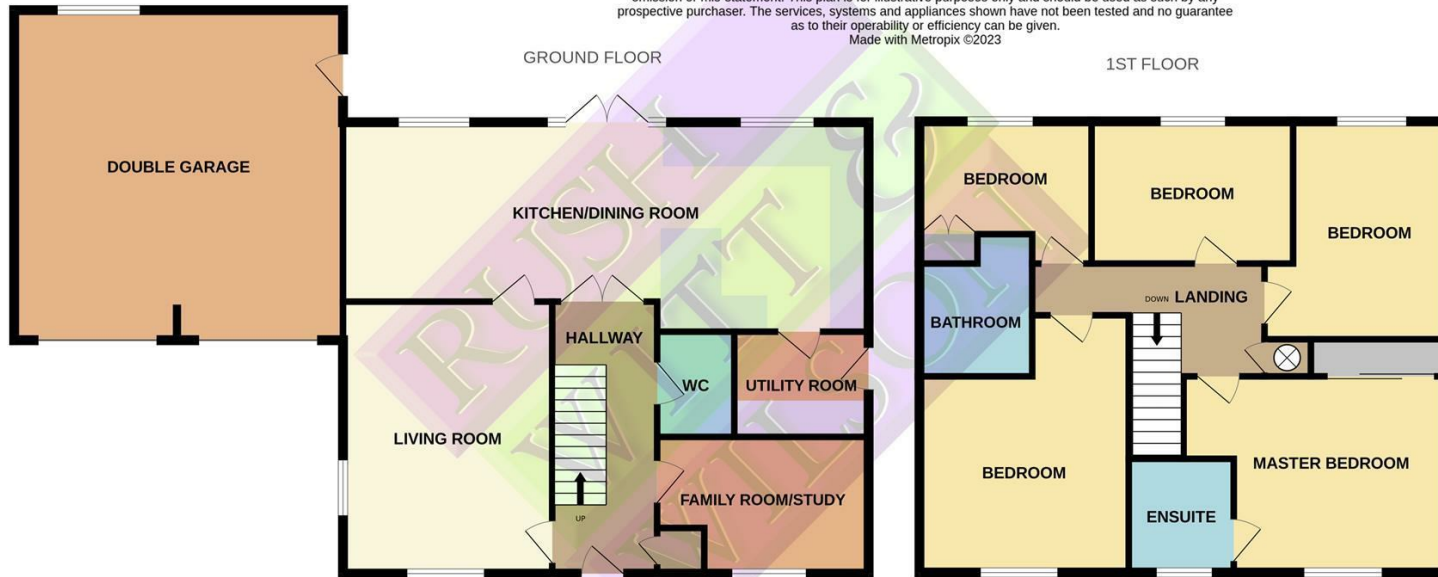 prospective purchaser. The services, systems and appliances shown have not been tested and no guarantee
as to their operability or efficiency can be given.
Made with Metropix ©2023
GROUND FLOOR
1ST FLOOR
DOUBLE GARAGE
KITCHEN/DINING ROOM
HALLWAY
WC
UTILITY ROOM
LIVING ROOM
FAMILY ROOM/STUDY
UP
BEDROOM
BEDROOM
BEDROOM
DOWN
LANDING
BATHROOM
BEDROOM
MASTER BEDROOM
ENSUITE
RUSH
WITT &
WILSON